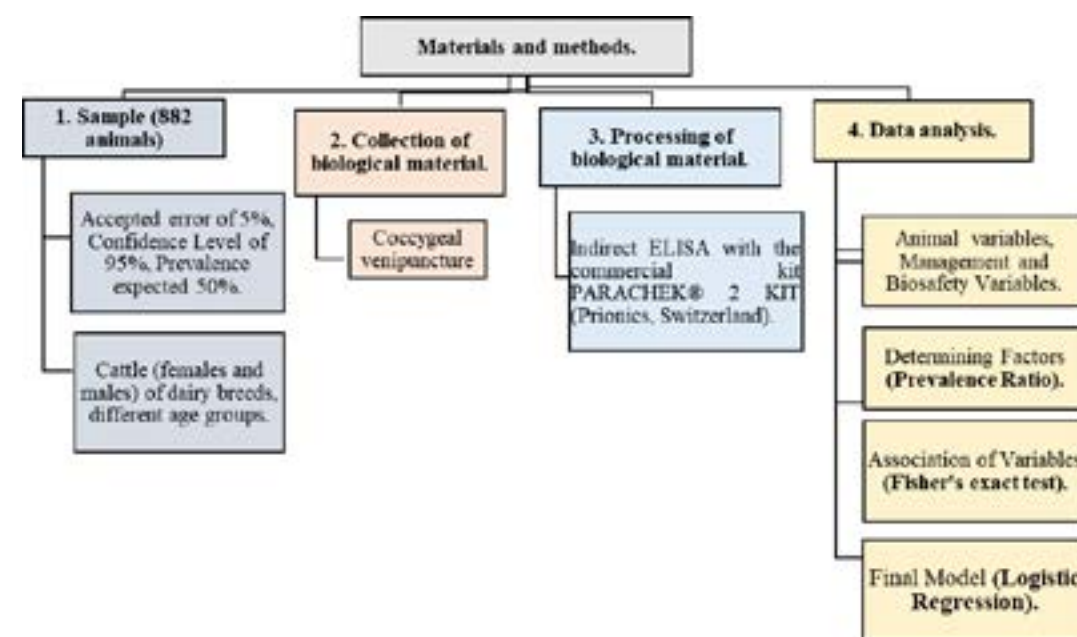 Materials and methods.
1. Sample (882
animals)
Accepted error of 5%,
Confidence Level of
95%, Prevalence
expected 50%.
Cattle (females and
males) of dairy breeds,
different age groups.
2. Collection of
biological material.
Coccygeal
venipuncture
3. Processing of
biological material.
Indirect ELISA with the
commercial kit
PARACHEK® 2 KIT
(Prionics, Switzerland).
4. Data analysis.
Animal variables,
Management and
Biosafety Variables.
Determining Factors
(Prevalence Ratio).
Association of Variables
(Fisher's exact test).
Final Model (Logistic
Regression).